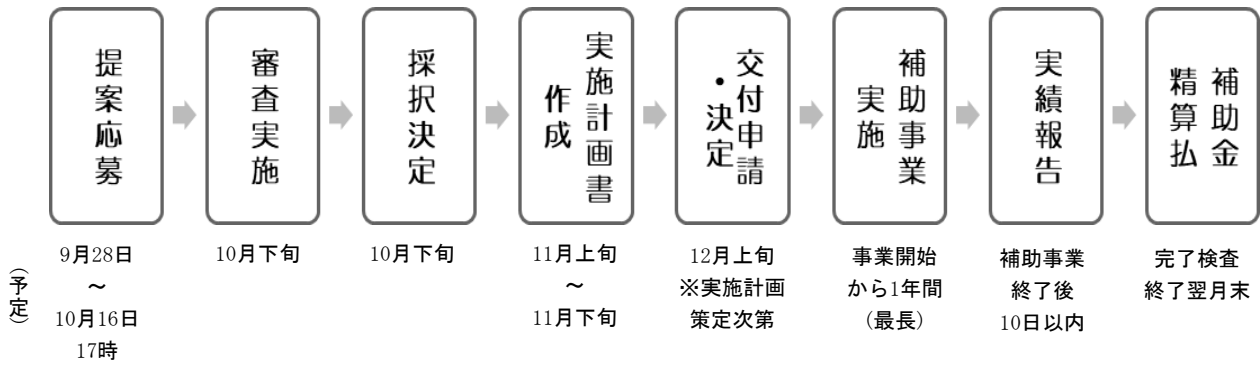 提案応募
審査実施
採択決定
実施計画書
作成
交付申請
・決定
補助事業
実施
実績報告
補助金
精算払
（予定）
9月28日
～
10月16日
17時
10月下旬
10月下旬
11月上旬
～
11月下旬
12月上旬
※実施計画
策定次第
事業開始
から1年間
（最長）
補助事業
終了後
10日以内
完了検査
終了翌月末